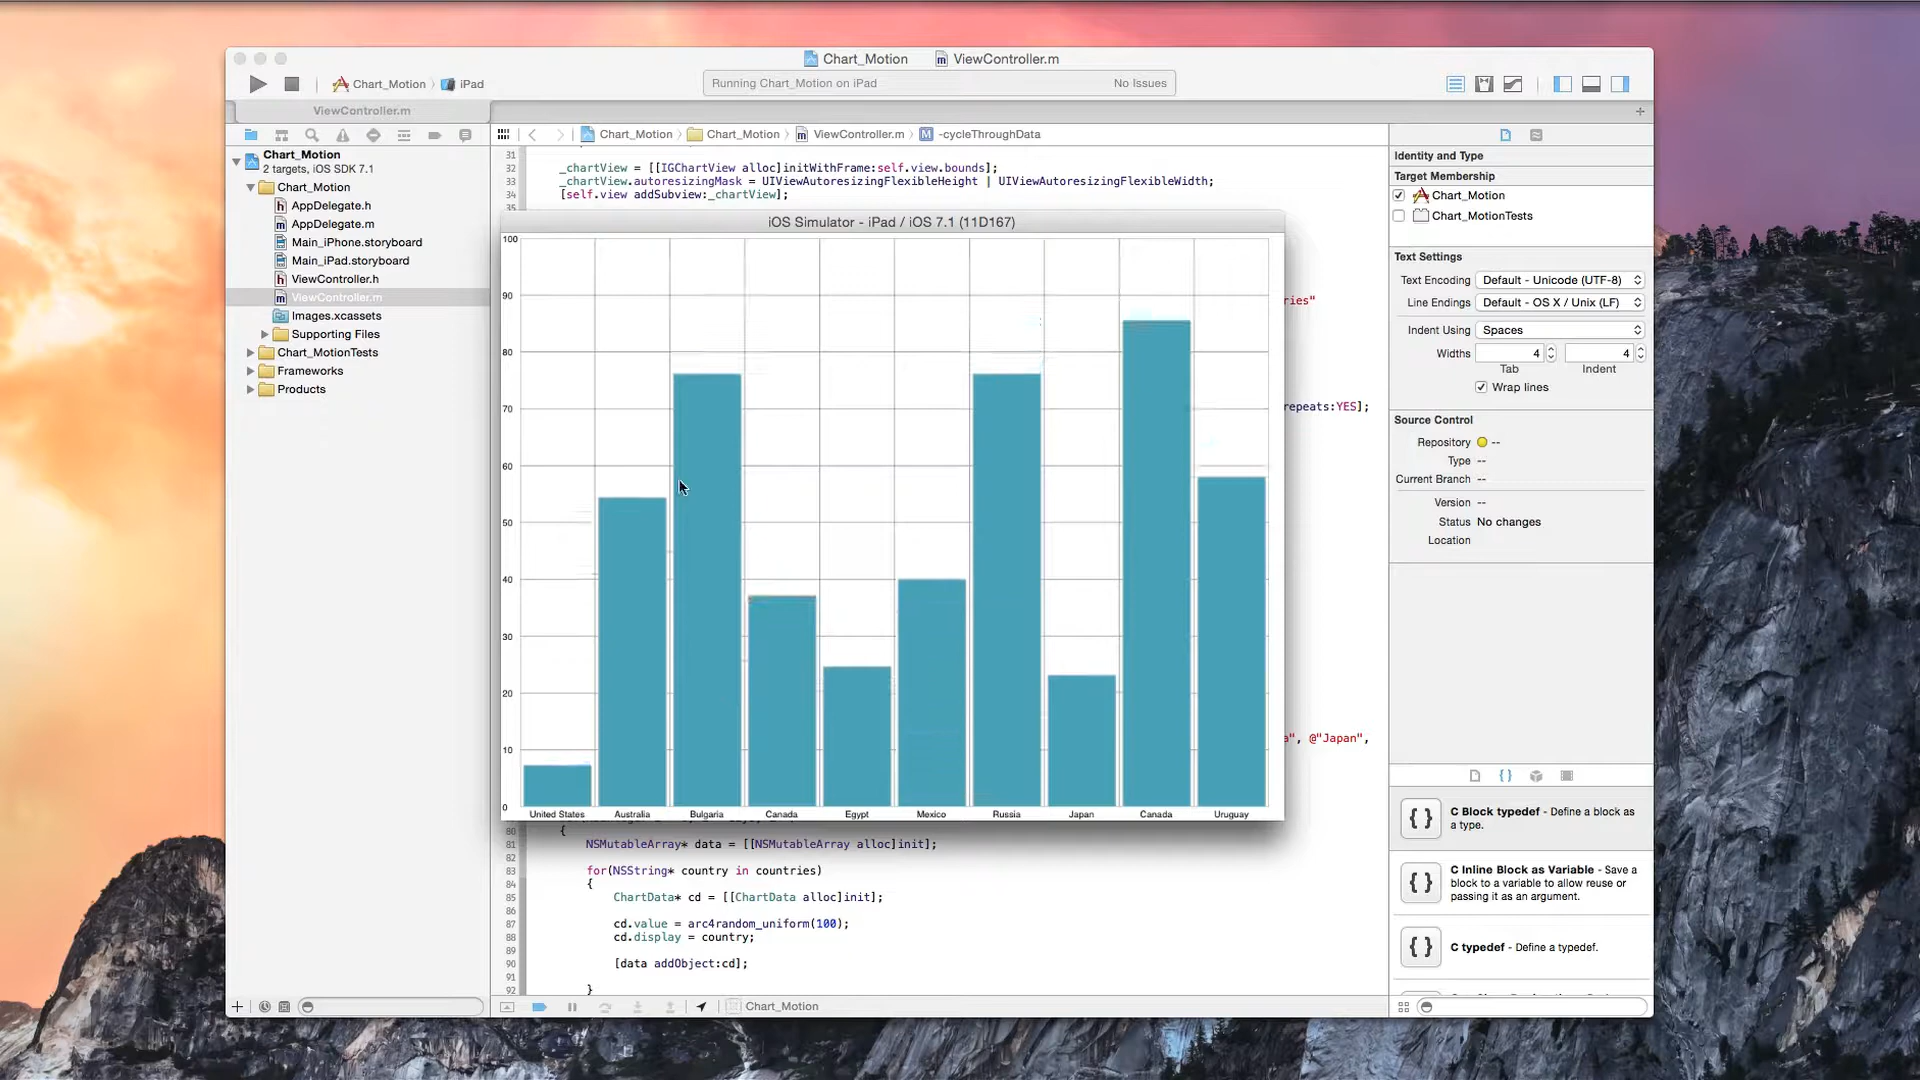 Chart_Motion ViewController.m
Chart_Motion iPad
Running Chart_Motion on iPad No Issues
ViewController.m
Chart_Motion Chart_Motion ViewController.m -cycleThroughData
Chart_Motion
2 targets, iOS SDK 7.1
Chart_Motion
AppDelegate.h
AppDelegate.m
Main_iPhone.storyboard
Main_iPad.storyboard
ViewController.h
ViewController.m
Images.xcassets
Supporting Files
Chart_MotionTests
Frameworks
Products
31
32 _chartView = [[IGChartView alloc]initWithFrame:self.view.bounds];
33 _chartView.autoresizingMask = UIViewAutoresizingFlexibleHeight | UIViewAutoresizingFlexibleWidth;
34 [self.view addSubview:_chartView];
35
ries"
repeats:YES];
a", @"Japan",
iOS Simulator - iPad / iOS 7.1 (11D167)
100
90
80
70
60
50
40
30
20
10
0
United States Australia Bulgaria Canada Egypt Mexico Russia Japan Canada Uruguay
80 {
81 NSMutableArray* data = [[NSMutableArray alloc]init];
82
83 for(NSString* country in countries)
84 {
85 ChartData* cd = [[ChartData alloc]init];
86
87 cd.value = arc4random_uniform(100);
88 cd.display = country;
89
90 [data addObject:cd];
91
92 }
Chart_Motion
Identity and Type
Target Membership
Chart_Motion
Chart_MotionTests
Text Settings
Text Encoding Default - Unicode (UTF-8)
Line Endings Default - OS X / Unix (LF)
Indent Using Spaces
Widths 4 4
Tab Indent
Wrap lines
Source Control
Repository --
Type --
Current Branch --
Version --
Status No changes
Location
C Block typedef - Define a block as
a type.
C Inline Block as Variable - Save a
block to a variable to allow reuse or
passing it as an argument.
C typedef - Define a typedef.